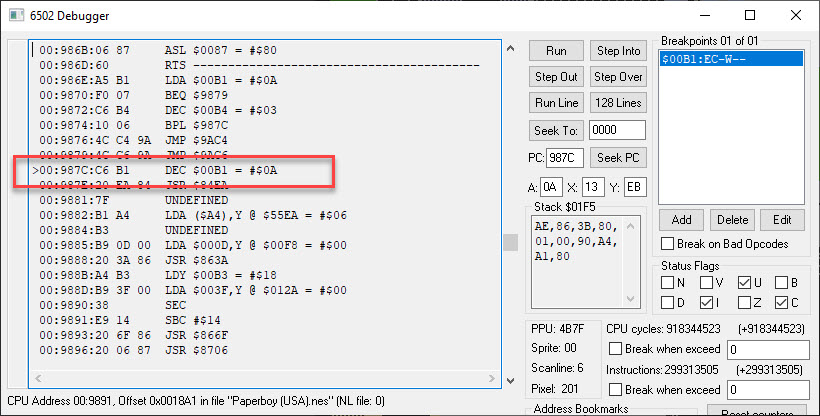 6502 Debugger
00:986B:06 87 ASL $0087 = #$80
00:986D:60 RTS ----------------------------------------
00:986E:A5 B1 LDA $00B1 = #$0A
00:9870:F0 07 BEQ $9879
00:9872:C6 B4 DEC $00B4 = #$03
00:9874:10 06 BPL $987C
00:9876:4C C4 9A JMP $9AC4
00:9879:4C C6 9A JMP $9AC6
>00:987C:C6 B1 DEC $00B1 = #$0A
00:987E:20 EA 84 JSR $84EA
00:9881:7F UNDEFINED
00:9882:B1 A4 LDA ($A4),Y @ $55EA = #$06
00:9884:B3 UNDEFINED
00:9885:B9 0D 00 LDA $000D,Y @ $00F8 = #$00
00:9888:20 3A 86 JSR $863A
00:988B:A4 B3 LDY $00B3 = #$18
00:988D:B9 3F 00 LDA $003F,Y @ $012A = #$00
00:9890:38 SEC
00:9891:E9 14 SBC #$14
00:9893:20 6F 86 JSR $866F
00:9896:20 06 87 JSR $8706
CPU Address 00:9891, Offset 0x0018A1 in file "Paperboy (USA).nes" (NL file: 0)
Run Step Into
Step Out Step Over
Run Line 128 Lines
Seek To: 0000
PC: 987C Seek PC
A: 0A X: 13 Y: EB
Stack $01F5
AE,86,3B,80,
01,00,90,A4,
A1,80
Breakpoints 01 of 01
$00B1:EC-W--
Add Delete Edit
Break on Bad Opcodes
Status Flags
N V U B
D I Z C
PPU: 4B7F
Sprite: 00
Scanline: 6
Pixel: 201
CPU cycles: 918344523 (+918344523)
Break when exceed 0
Instructions: 299313505 (+299313505)
Break when exceed 0
Address Bookmarks
Reset counters